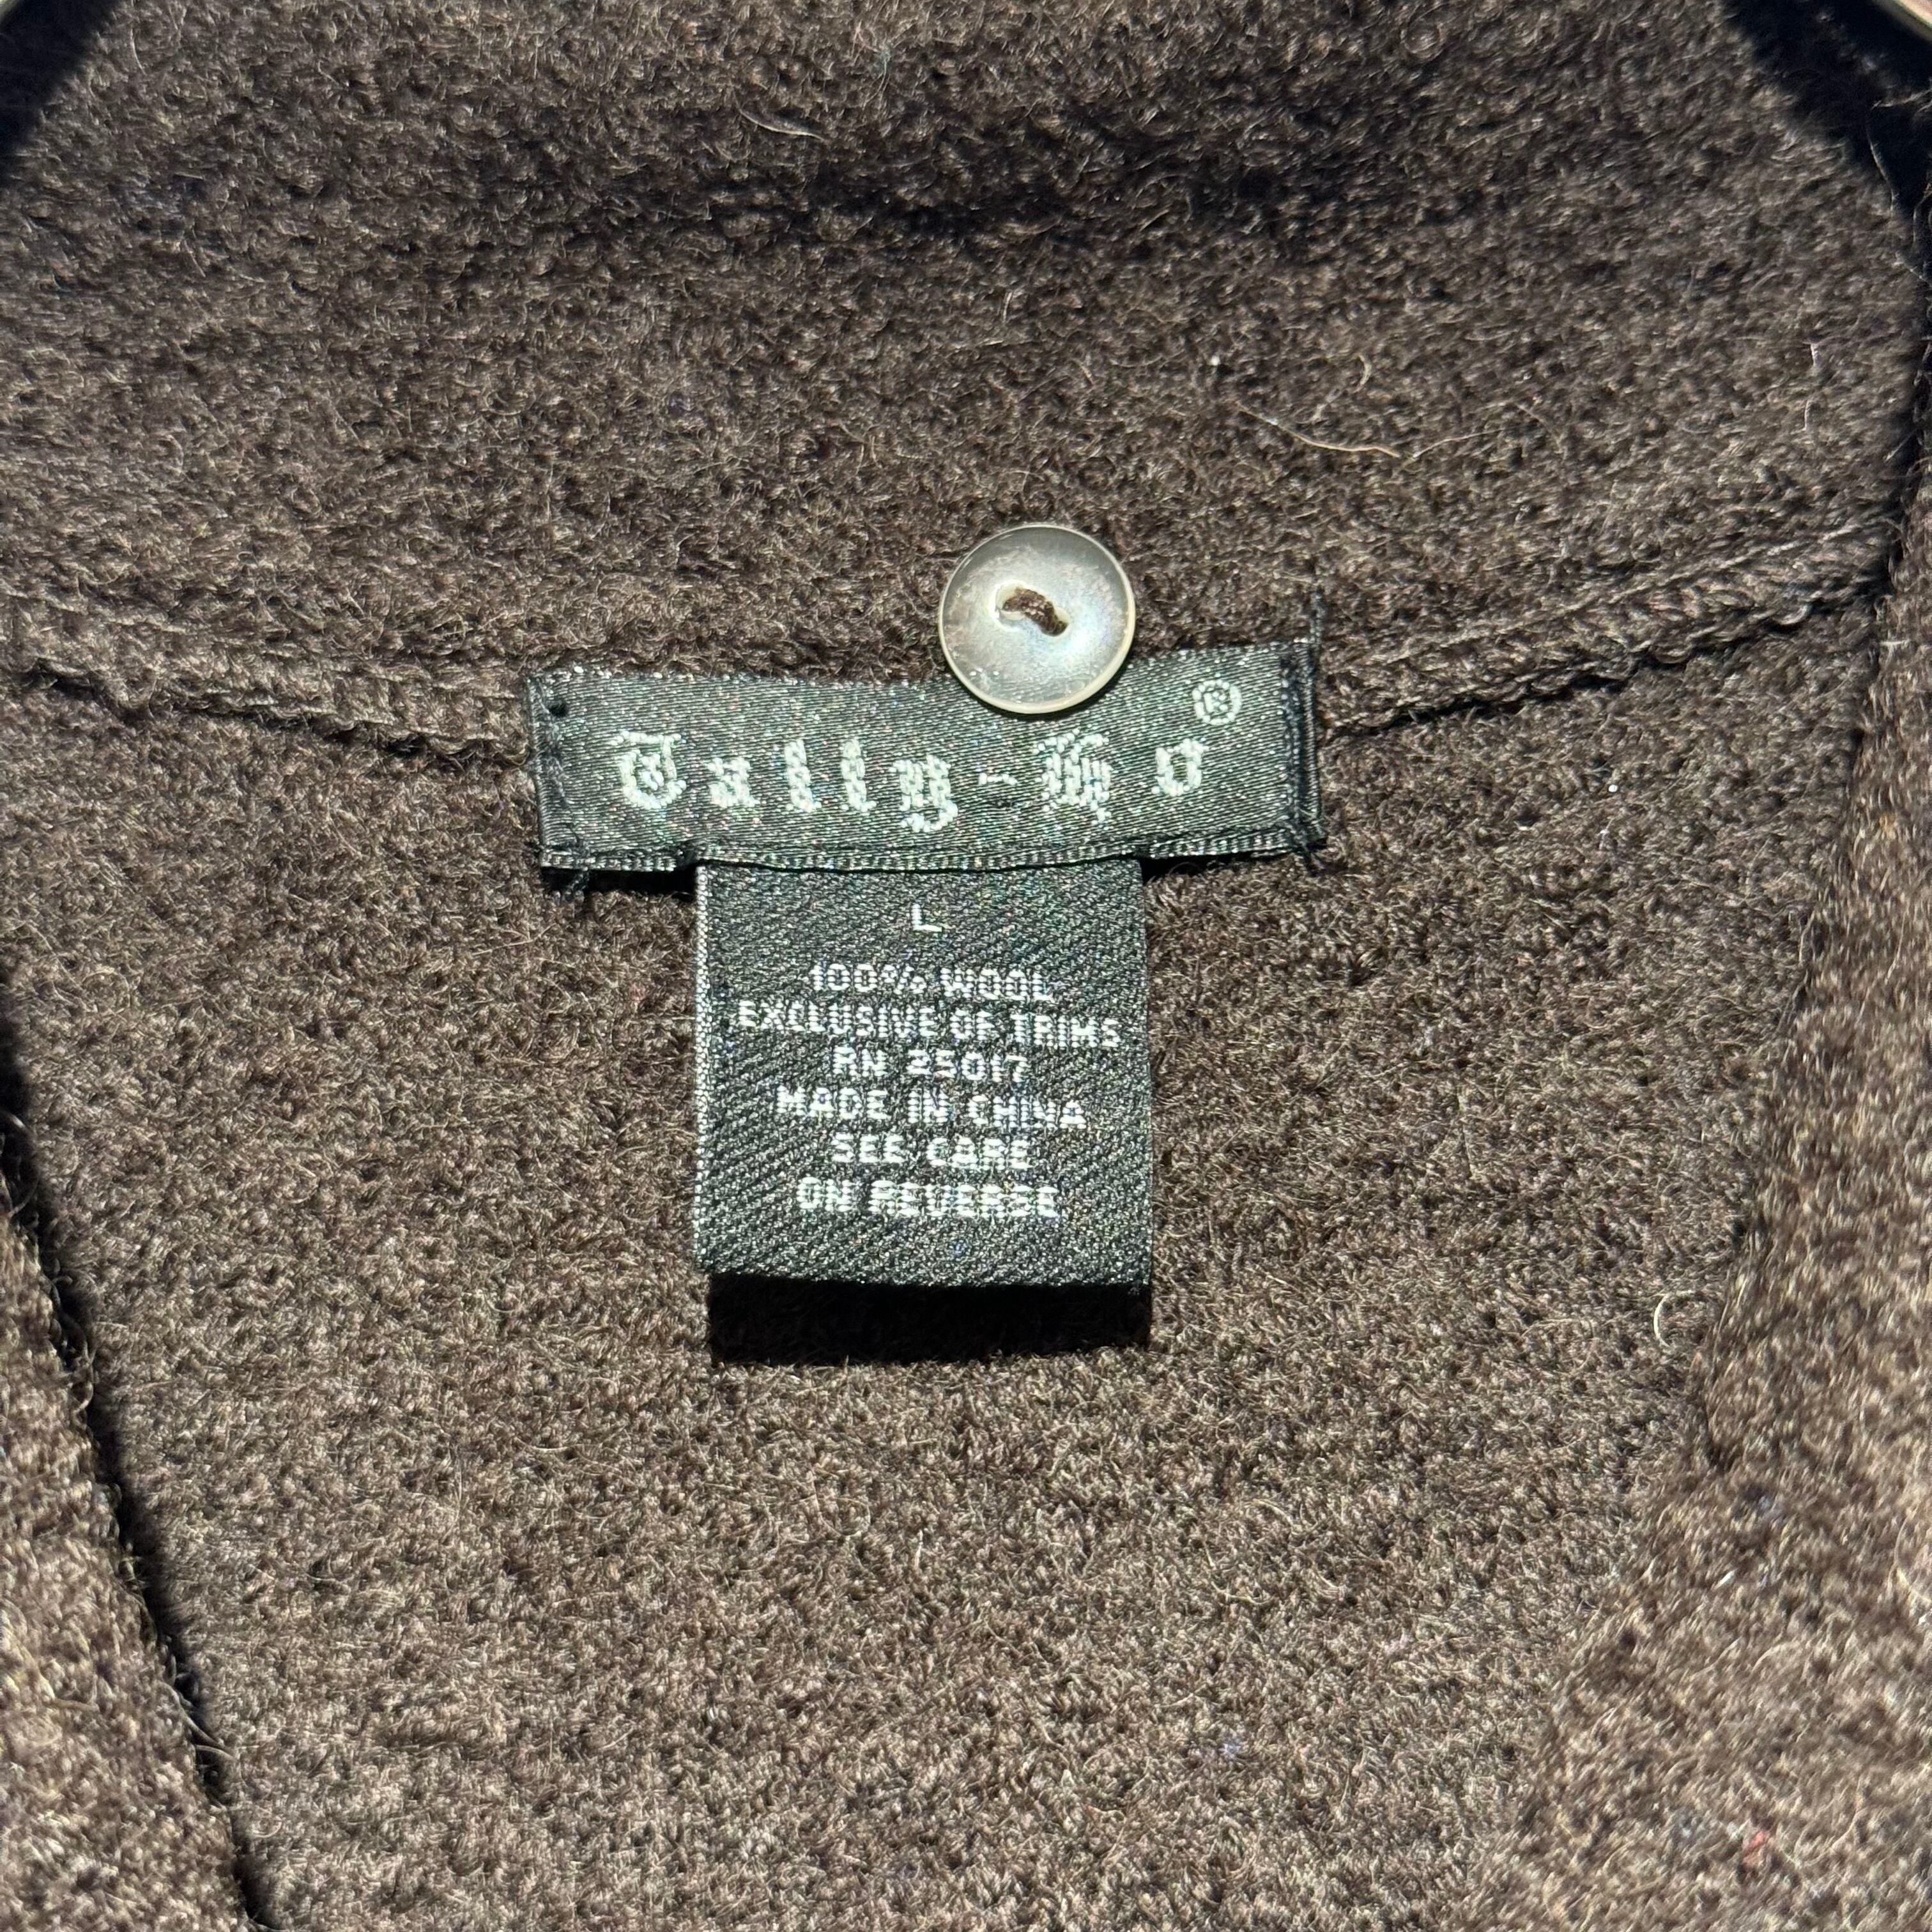 Tally-Ho®
L
100% WOOL
EXCLUSIVE OF TRIMS
RN 25017
MADE IN CHINA
SEE CARE
ON REVERSE